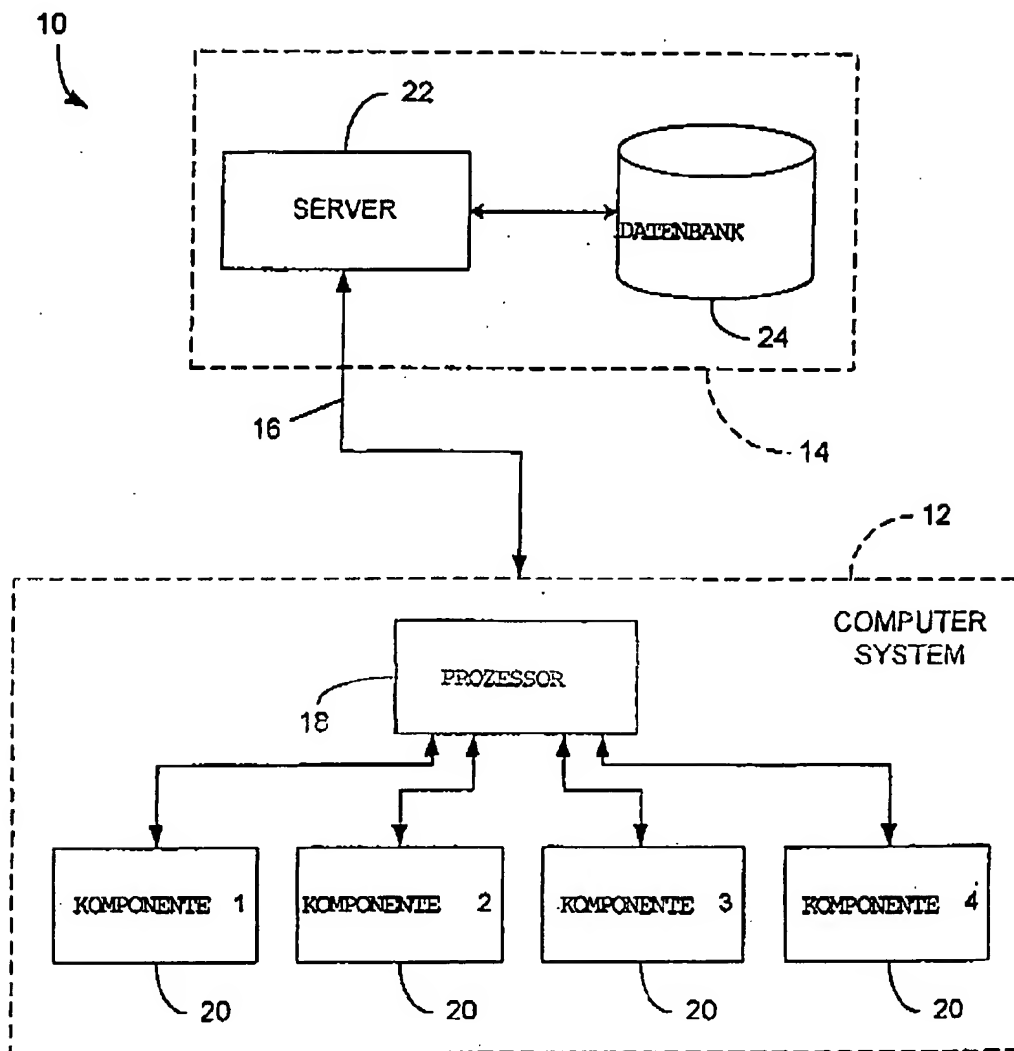 10
22
SERVER
DATENBANK
24
16
14
12
COMPUTER
SYSTEM
PROZESSOR
18
KOMPONENTE 1
KOMPONENTE 2
KOMPONENTE 3
KOMPONENTE 4
20
20
20
20